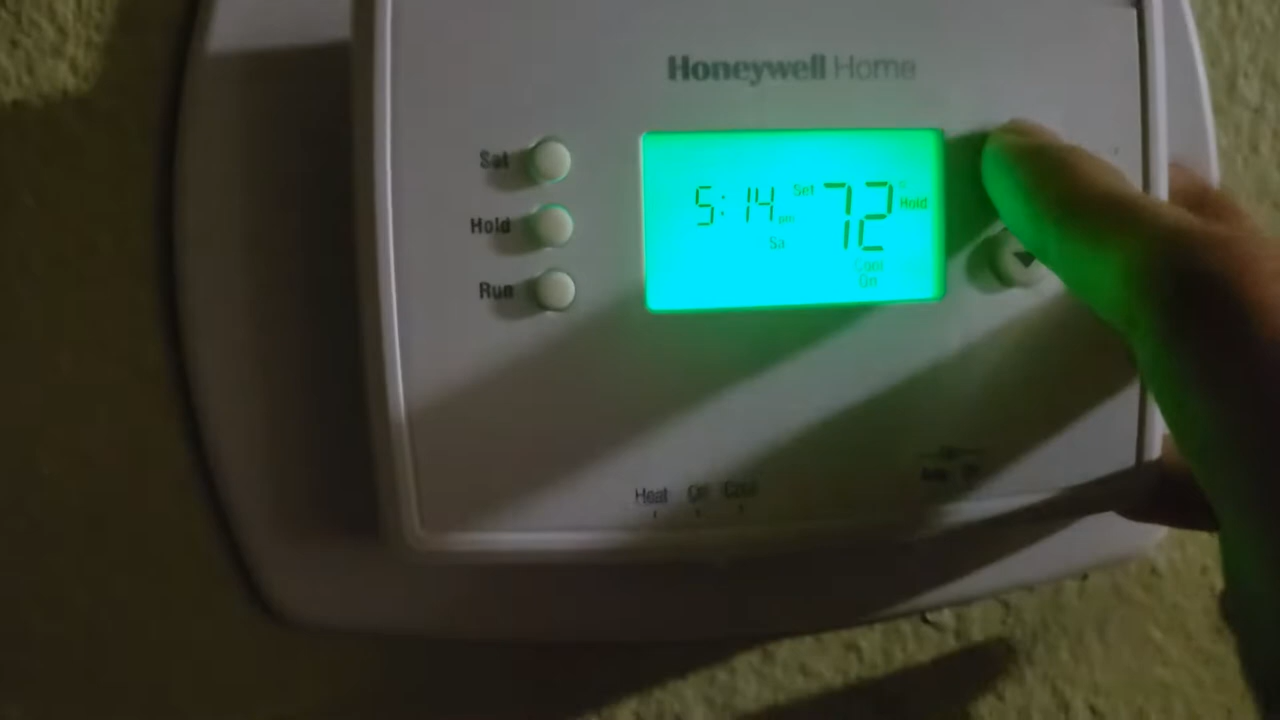 Honeywell Home
Set
Hold
Run
5:14 pm Set 72° Hold
Sa
Cool
On
Heat Off Cool